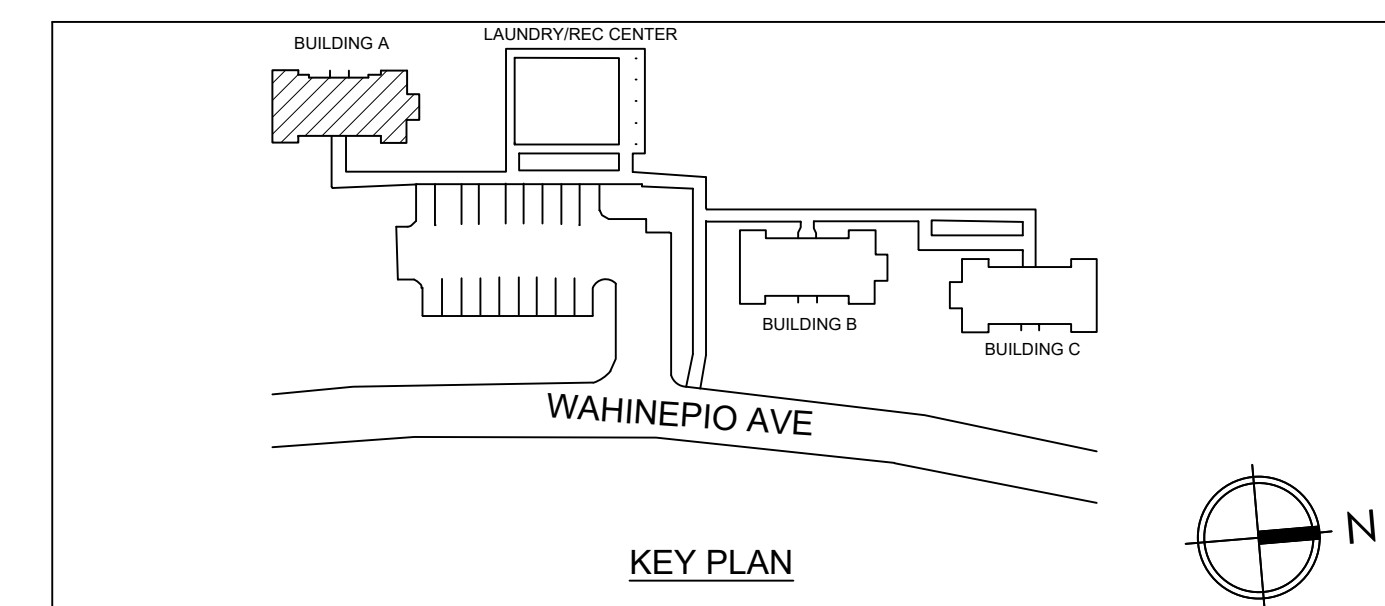 BUILDING A
LAUNDRY/REC CENTER
BUILDING B
BUILDING C
WAHINEPIO AVE
N
KEY PLAN